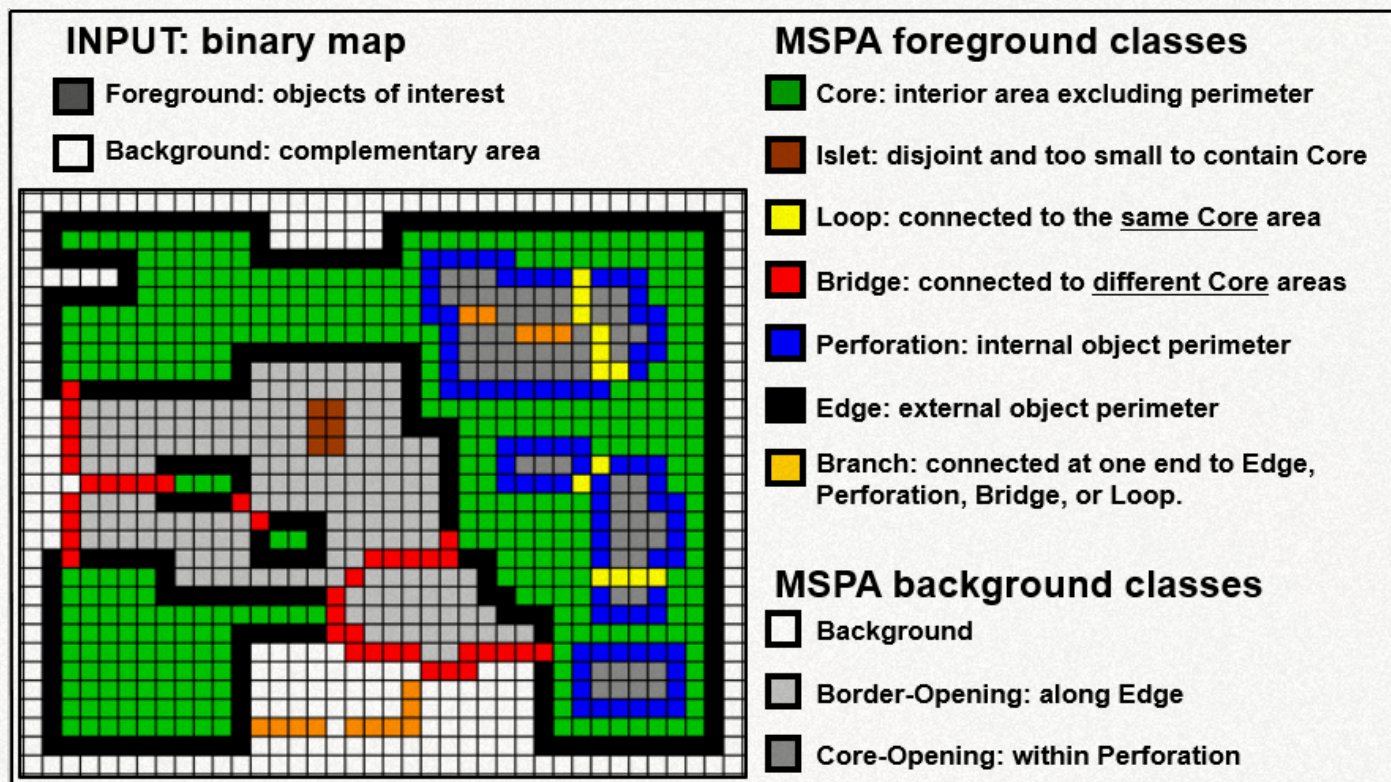 INPUT: binary map
Foreground: objects of interest
Background: complementary area
MSPA foreground classes
Core: interior area excluding perimeter
Islet: disjoint and too small to contain Core
Loop: connected to the same Core area
Bridge: connected to different Core areas
Perforation: internal object perimeter
Edge: external object perimeter
Branch: connected at one end to Edge,
Perforation, Bridge, or Loop.
MSPA background classes
Background
Border-Opening: along Edge
Core-Opening: within Perforation